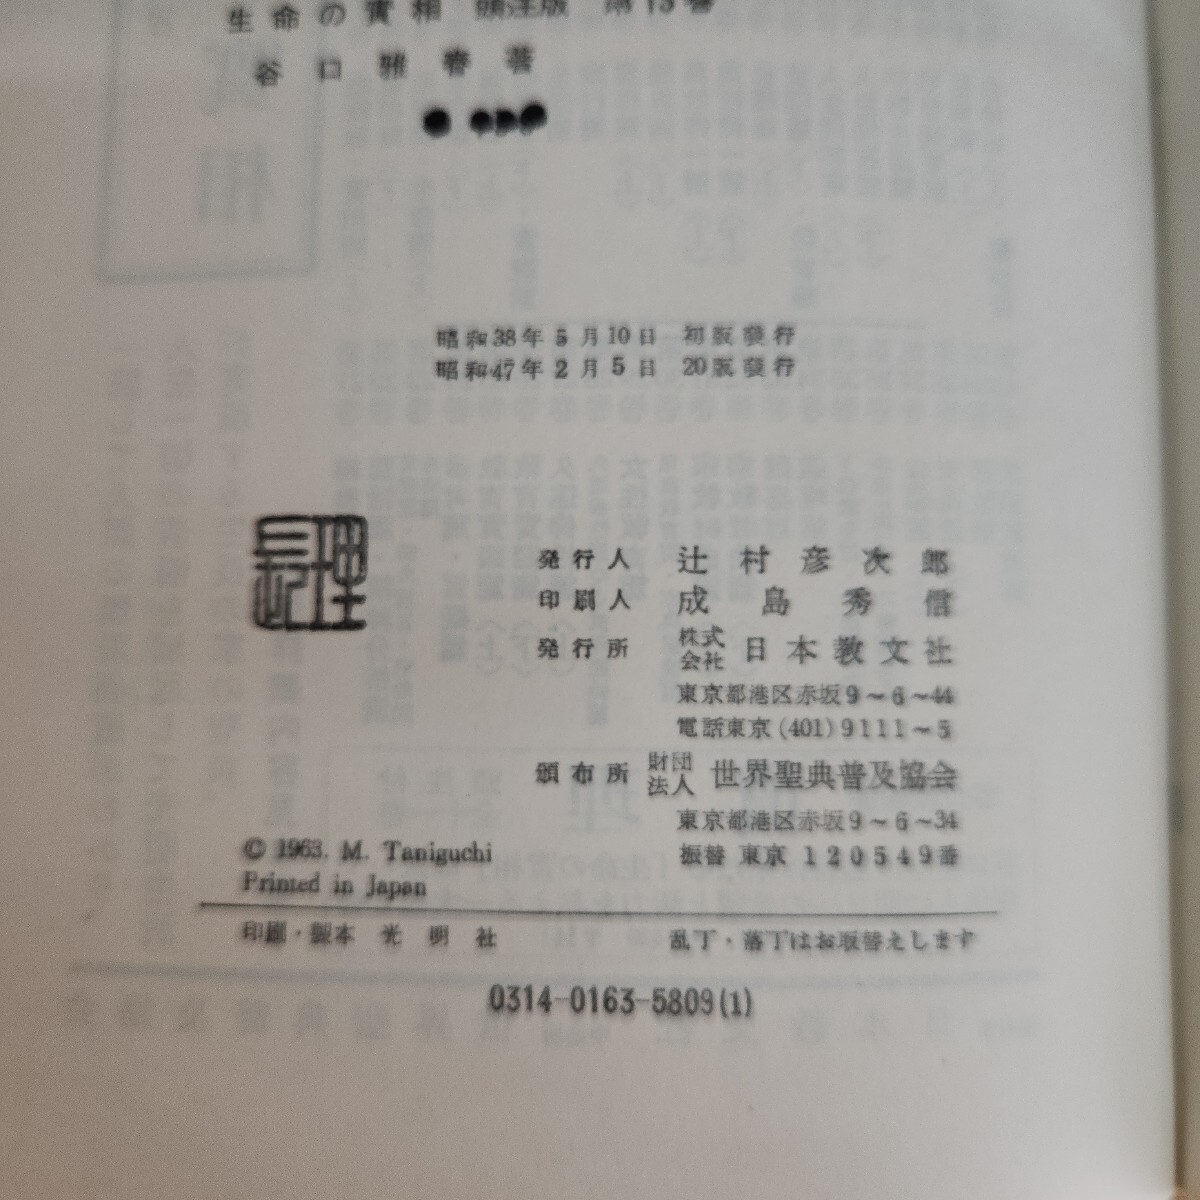 生命の實相 頭注版 第13巻
谷口雅春著
昭和38年5月10日 初版發行
昭和47年2月5日 20版發行
発行人 辻村彦次郎
印刷人 成島秀信
発行所 株式会社 日本教文社
東京都港区赤坂9～6～44
電話東京(401)9111～5
頒布所 財団法人 世界聖典普及協会
東京都港区赤坂9～6～34
振替 東京 120549番
© 1963. M. Taniguchi
Printed in Japan
印刷・製本 光明社
乱丁・落丁はお取替えします
0314-0163-5809(1)